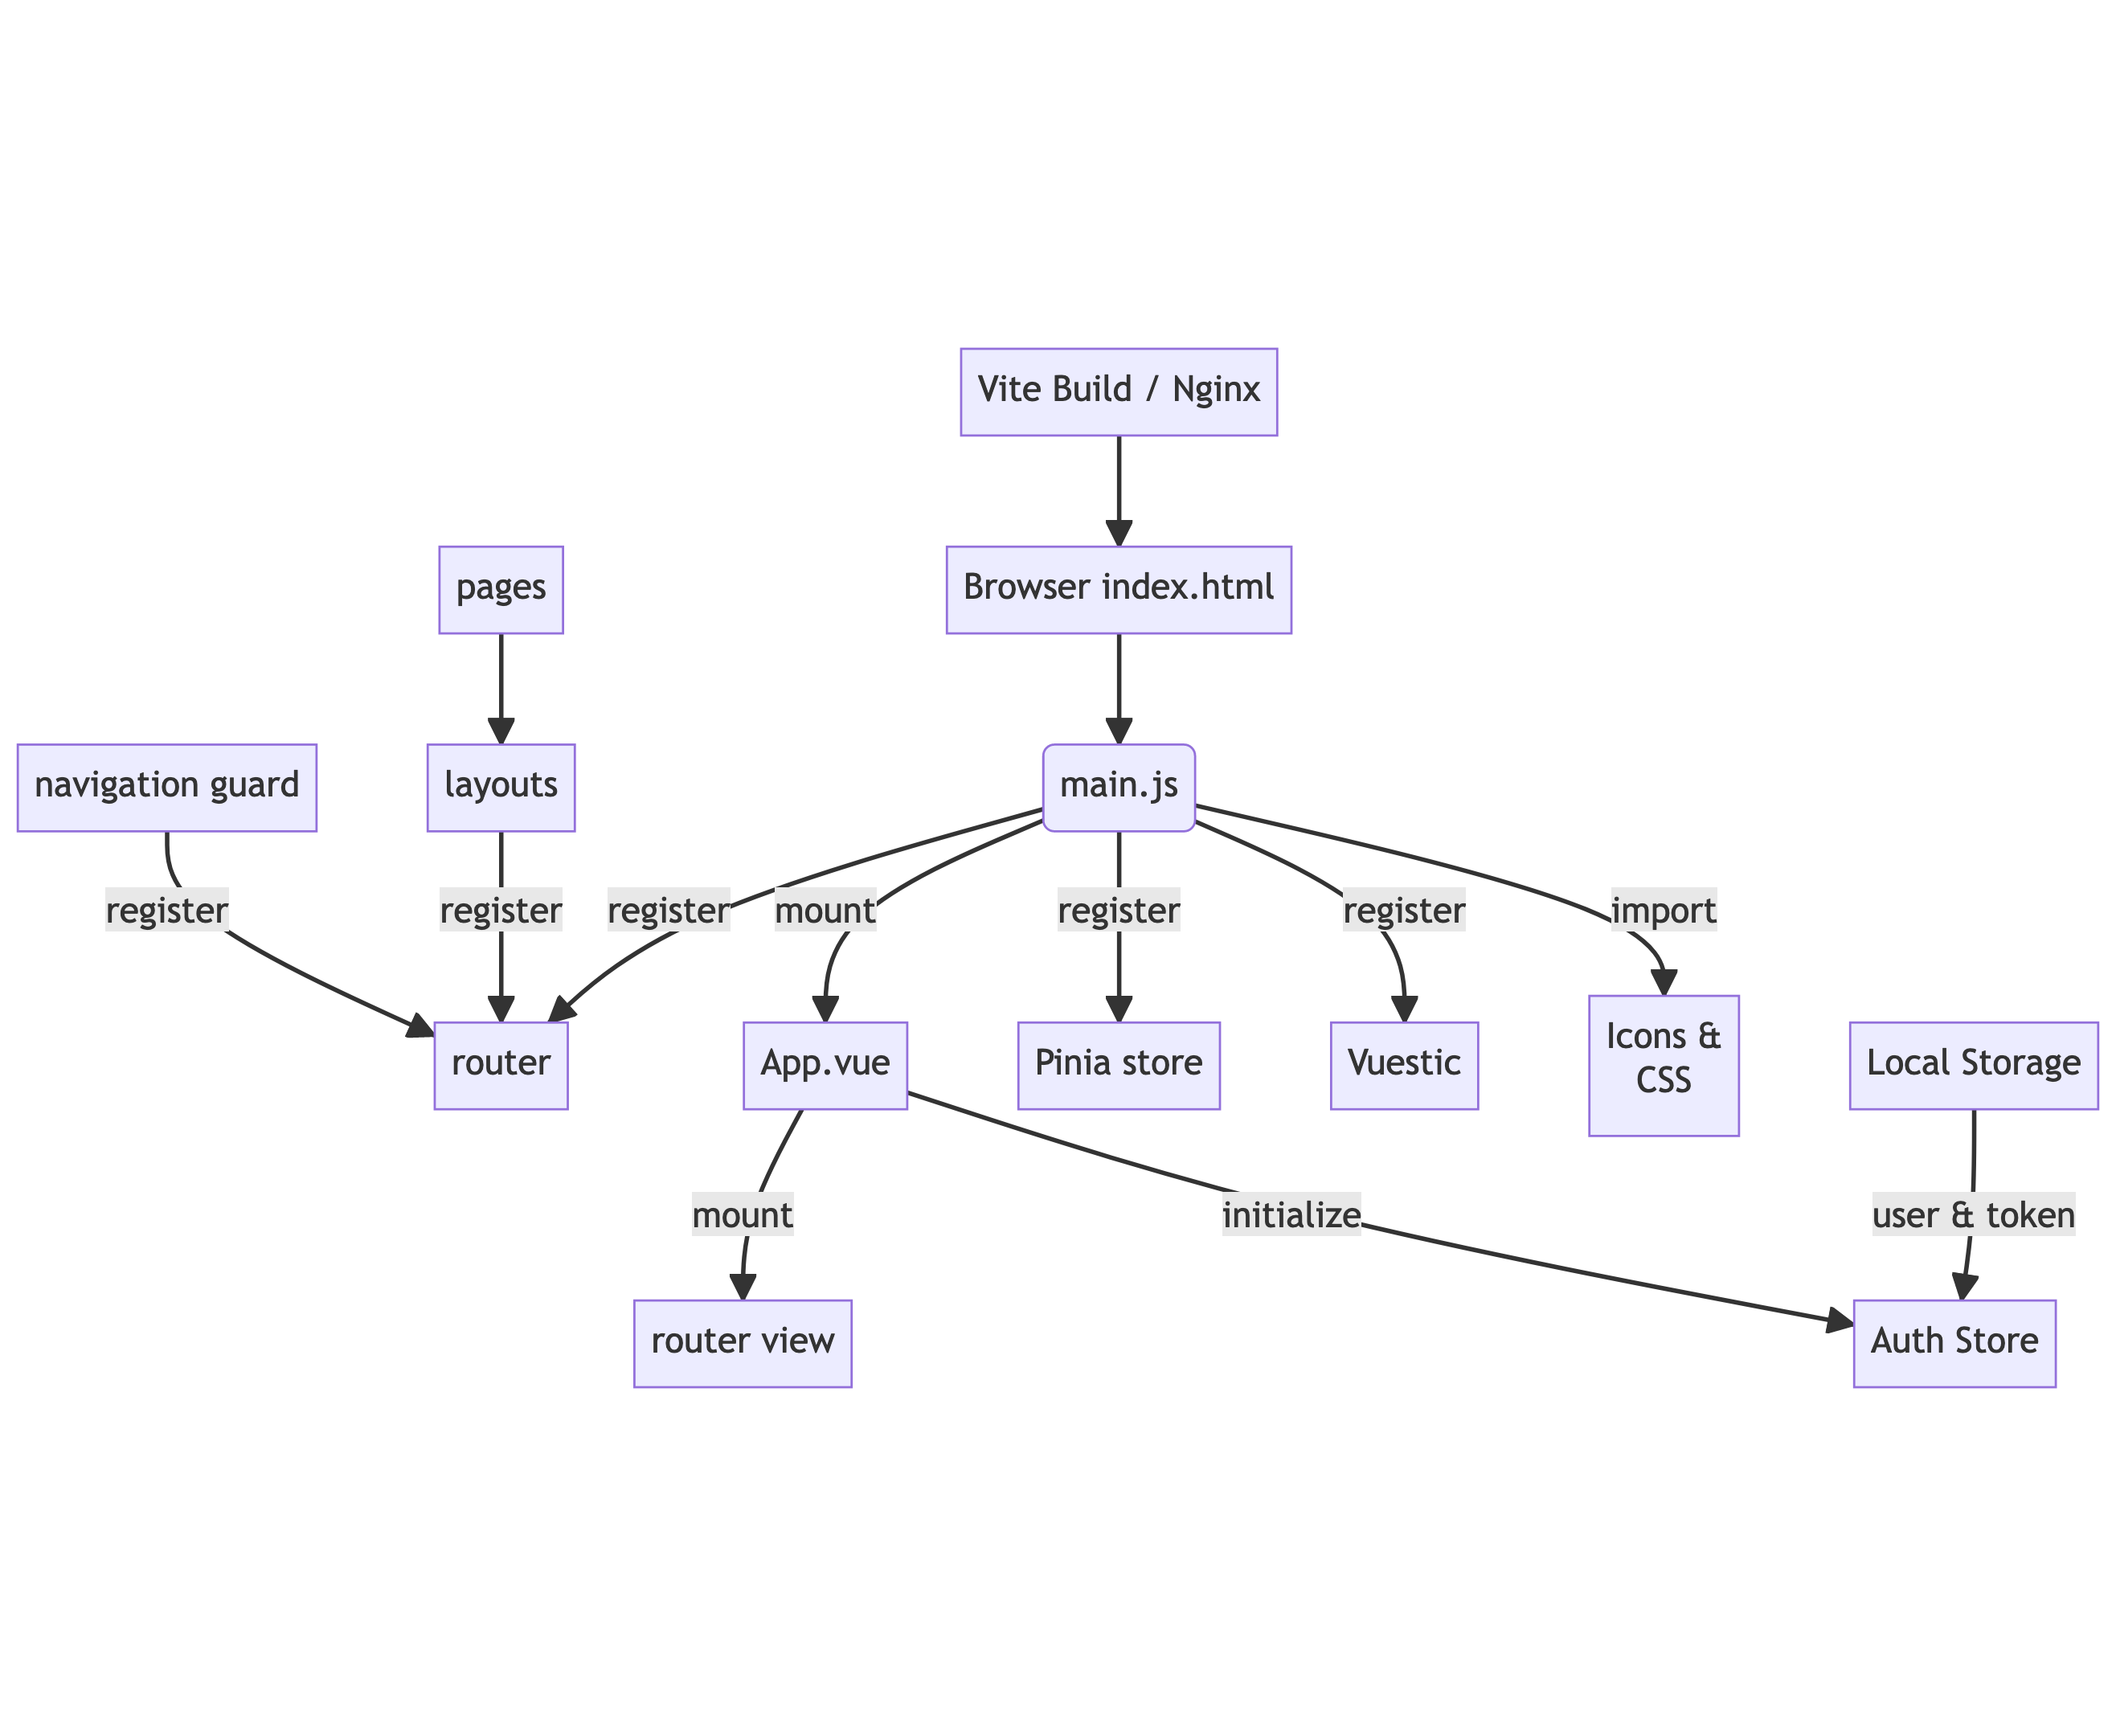 Vite Build / Nginx
pages
Browser index.html
navigation guard
layouts
main.js
register
register
register
mount
register
register
import
router
App.vue
Pinia store
Vuestic
Icons &
CSS
Local Storage
mount
initialize
user & token
router view
Auth Store